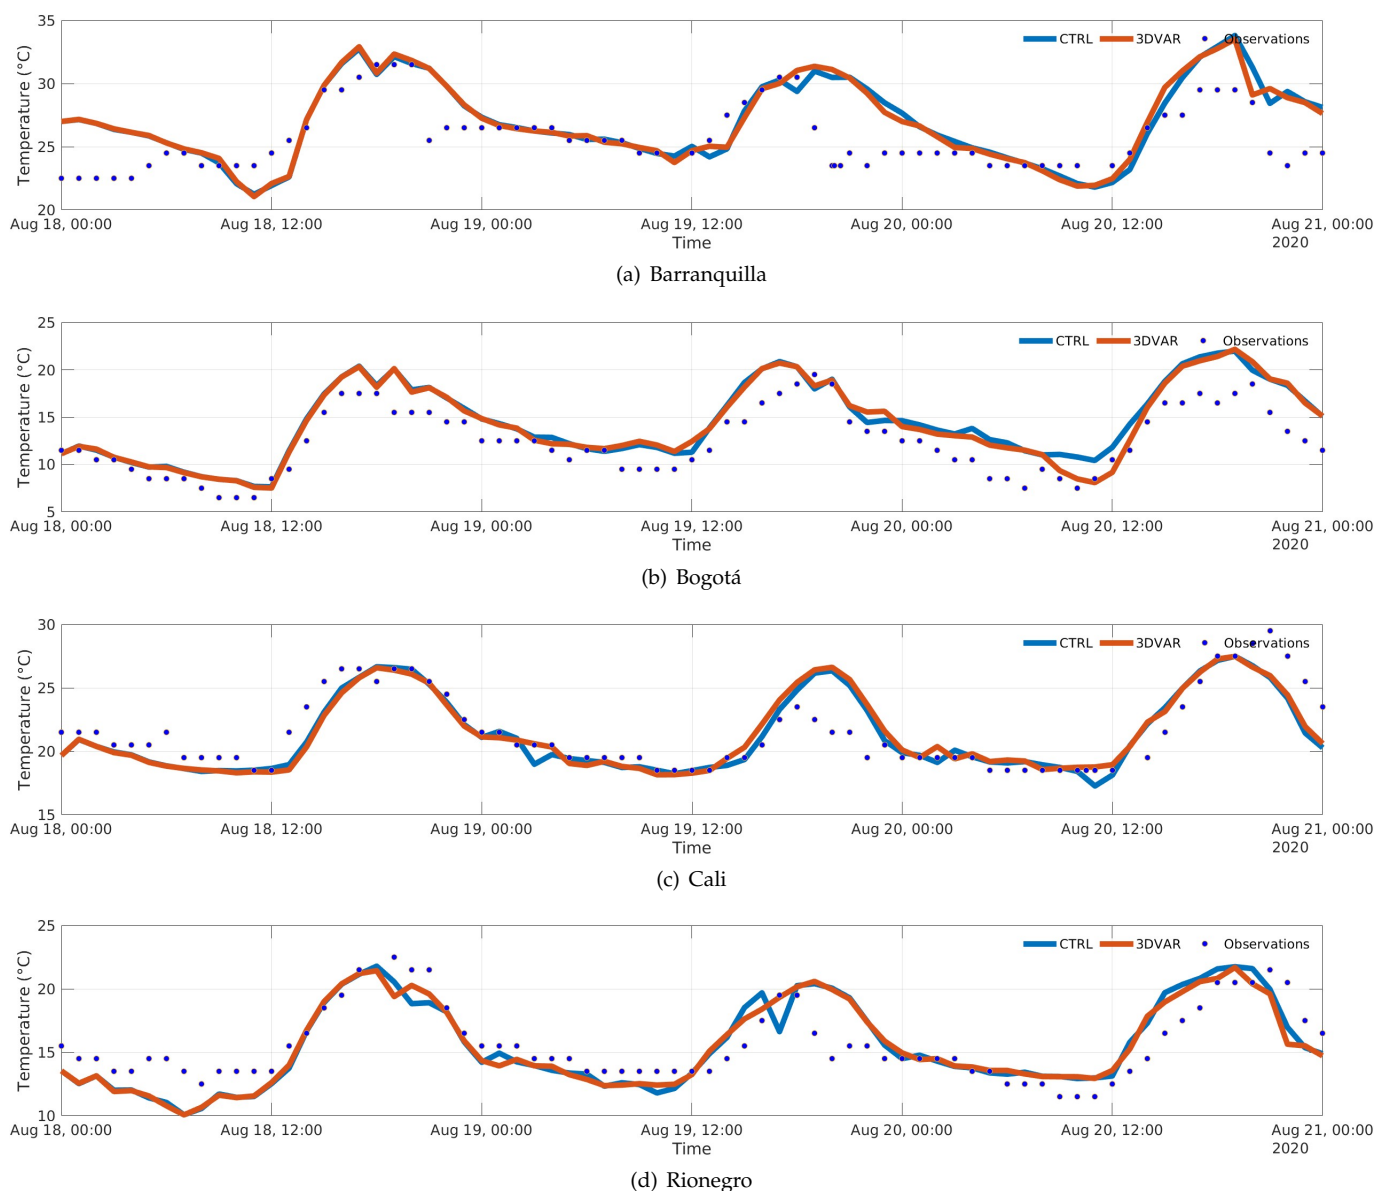 35
30
25
20
Temperature (°C)
CTRL 3DVAR Observations
Aug 18, 00:00 Aug 18, 12:00 Aug 19, 00:00 Aug 19, 12:00 Aug 20, 00:00 Aug 20, 12:00 Aug 21, 00:00
Time 2020
(a) Barranquilla
25
20
15
10
5
Temperature (°C)
CTRL 3DVAR Observations
Aug 18, 00:00 Aug 18, 12:00 Aug 19, 00:00 Aug 19, 12:00 Aug 20, 00:00 Aug 20, 12:00 Aug 21, 00:00
Time 2020
(b) Bogotá
30
25
20
15
Temperature (°C)
CTRL 3DVAR Observations
Aug 18, 00:00 Aug 18, 12:00 Aug 19, 00:00 Aug 19, 12:00 Aug 20, 00:00 Aug 20, 12:00 Aug 21, 00:00
Time 2020
(c) Cali
25
20
15
10
Temperature (°C)
CTRL 3DVAR Observations
Aug 18, 00:00 Aug 18, 12:00 Aug 19, 00:00 Aug 19, 12:00 Aug 20, 00:00 Aug 20, 12:00 Aug 21, 00:00
Time 2020
(d) Rionegro